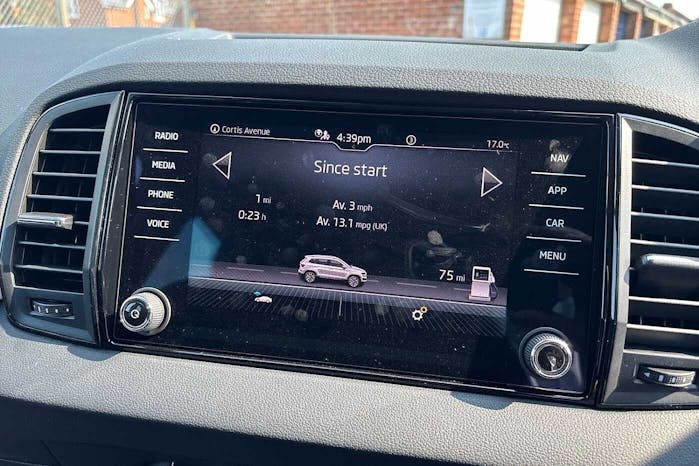 Cortis Avenue
4:39pm
17.0°C
RADIO
MEDIA
PHONE
VOICE
Since start
1 mi
0:23 h
Av. 3 mph
Av. 13.1 mpg (UK)
75 mi
NAV
APP
CAR
MENU